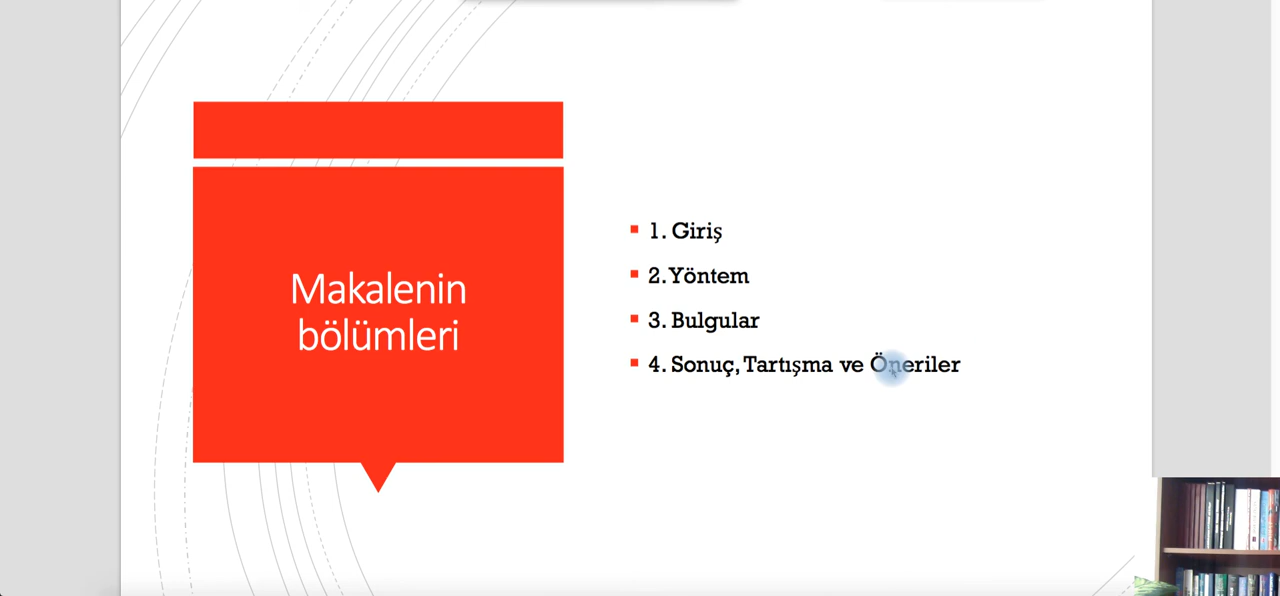 Makalenin
bölümleri
1. Giriş
2. Yöntem
3. Bulgular
4. Sonuç, Tartışma ve Öneriler